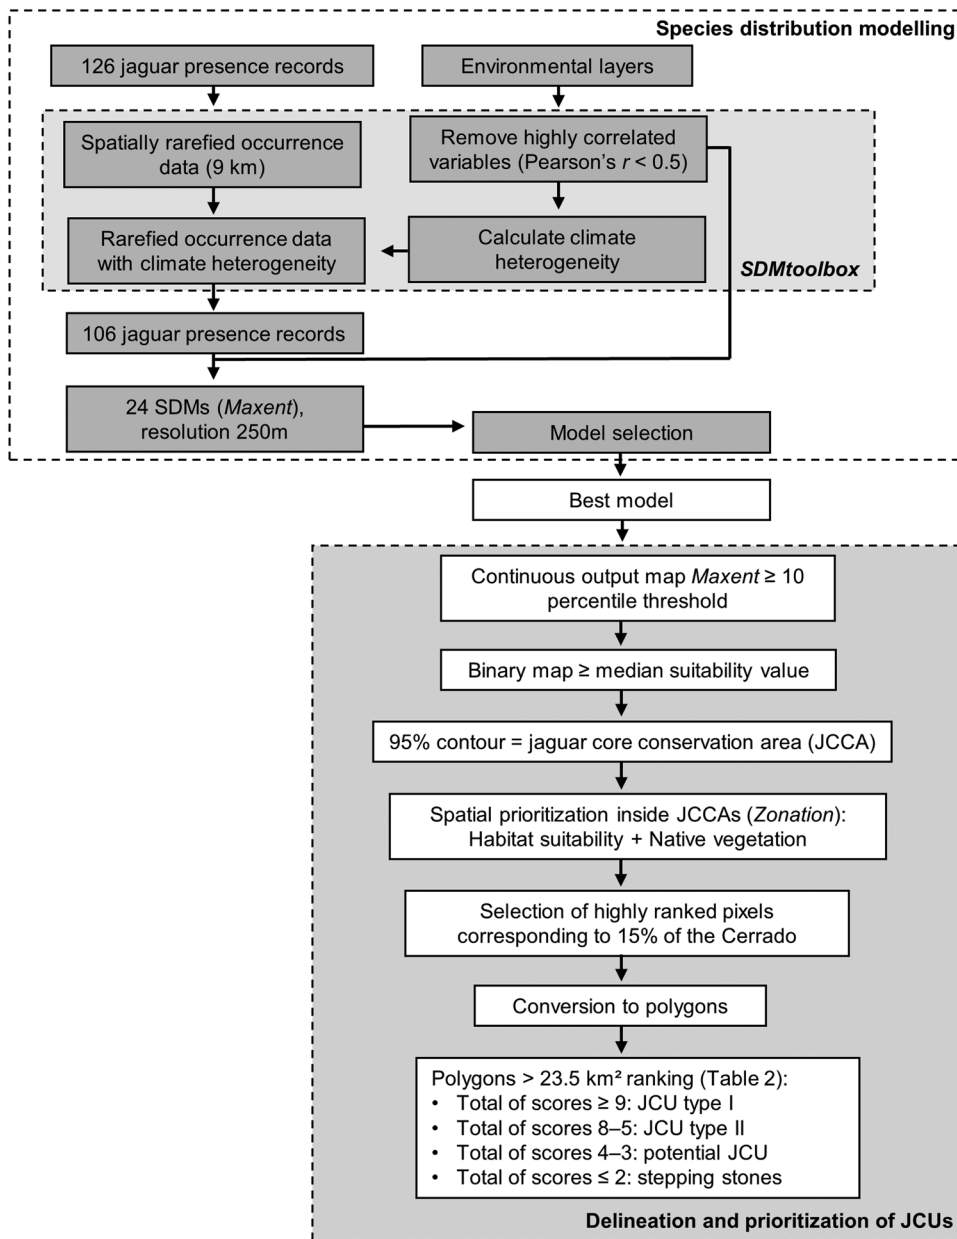 Species distribution modelling
126 jaguar presence records
Environmental layers
Spatially rarefied occurrence
data (9 km)
Remove highly correlated
variables (Pearson's r < 0.5)
Rarefied occurrence data
with climate heterogeneity
Calculate climate
heterogeneity
SDMtoolbox
106 jaguar presence records
24 SDMs (Maxent),
resolution 250m
Model selection
Best model
Continuous output map Maxent ≥ 10
percentile threshold
Binary map ≥ median suitability value
95% contour = jaguar core conservation area (JCCA)
Spatial prioritization inside JCCAs (Zonation):
Habitat suitability + Native vegetation
Selection of highly ranked pixels
corresponding to 15% of the Cerrado
Conversion to polygons
Polygons > 23.5 km² ranking (Table 2):
• Total of scores ≥ 9: JCU type I
• Total of scores 8–5: JCU type II
• Total of scores 4–3: potential JCU
• Total of scores ≤ 2: stepping stones
Delineation and prioritization of JCUs